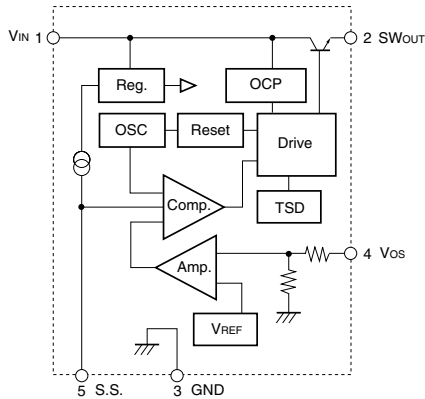 VIN 1
2 SWOUT
Reg.
OCP
OSC
Reset
Drive
Comp.
TSD
Amp.
4 VOS
VREF
5 S.S.
3 GND